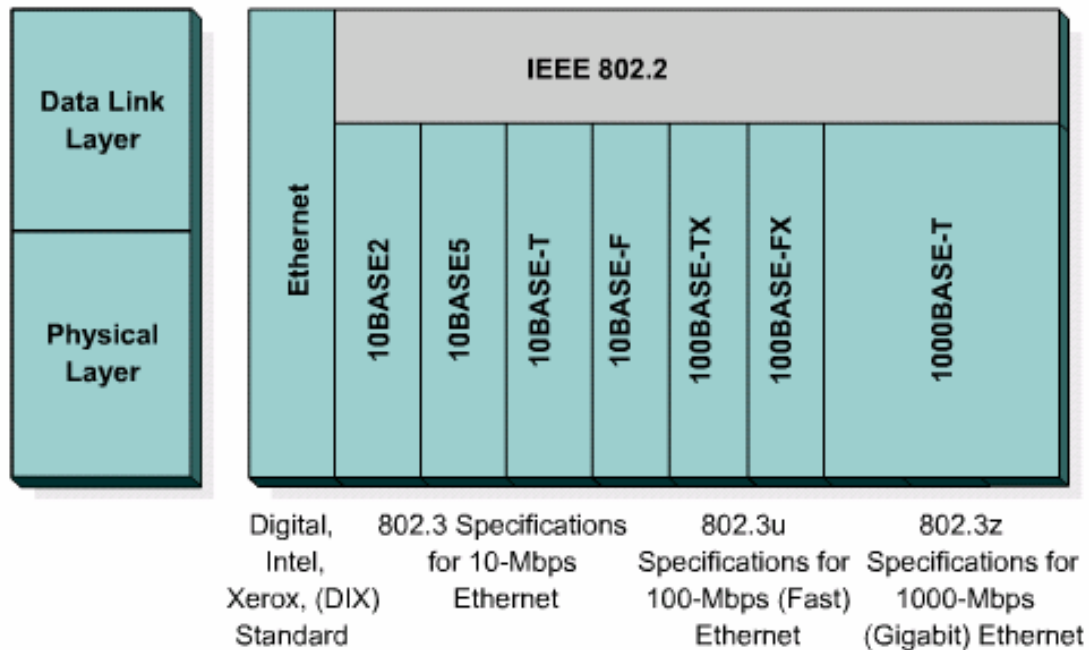 Data Link
Layer
Physical
Layer
IEEE 802.2
Ethernet
10BASE2
10BASE5
10BASE-T
10BASE-F
100BASE-TX
100BASE-FX
1000BASE-T
Digital,
Intel,
Xerox, (DIX)
Standard
802.3 Specifications
for 10-Mbps
Ethernet
802.3u
Specifications for
100-Mbps (Fast)
Ethernet
802.3z
Specifications for
1000-Mbps
(Gigabit) Ethernet